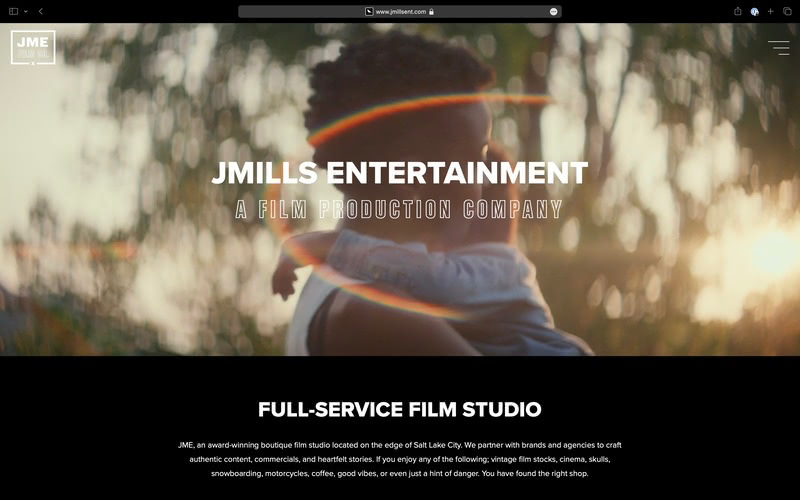 www.jmillsent.com
JME
FILM CO.
JMILLS ENTERTAINMENT
A FILM PRODUCTION COMPANY
FULL-SERVICE FILM STUDIO
JME, an award-winning boutique film studio located on the edge of Salt Lake City. We partner with brands and agencies to craft
authentic content, commercials, and heartfelt stories. If you enjoy any of the following; vintage film stocks, cinema, skulls,
snowboarding, motorcycles, coffee, good vibes, or even just a hint of danger. You have found the right shop.